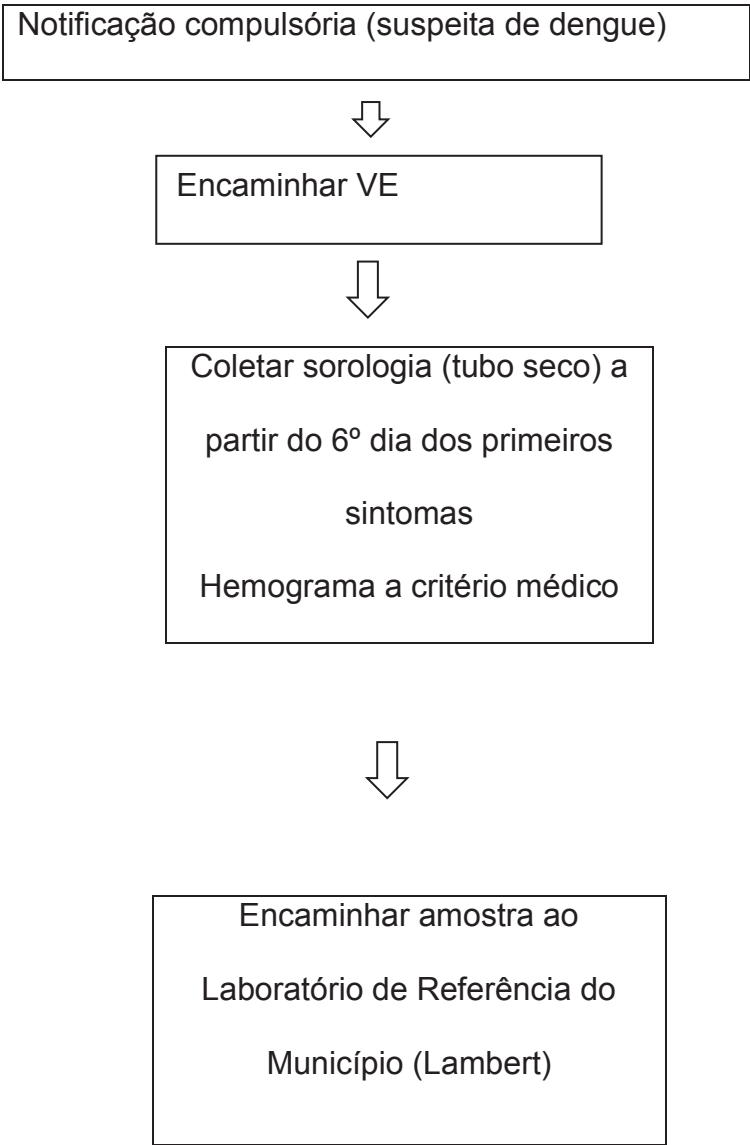 Notificação compulsória (suspeita de dengue)
Encaminhar VE
Coletar sorologia (tubo seco) a
partir do 6º dia dos primeiros
sintomas
Hemograma a critério médico
Encaminhar amostra ao
Laboratório de Referência do
Município (Lambert)